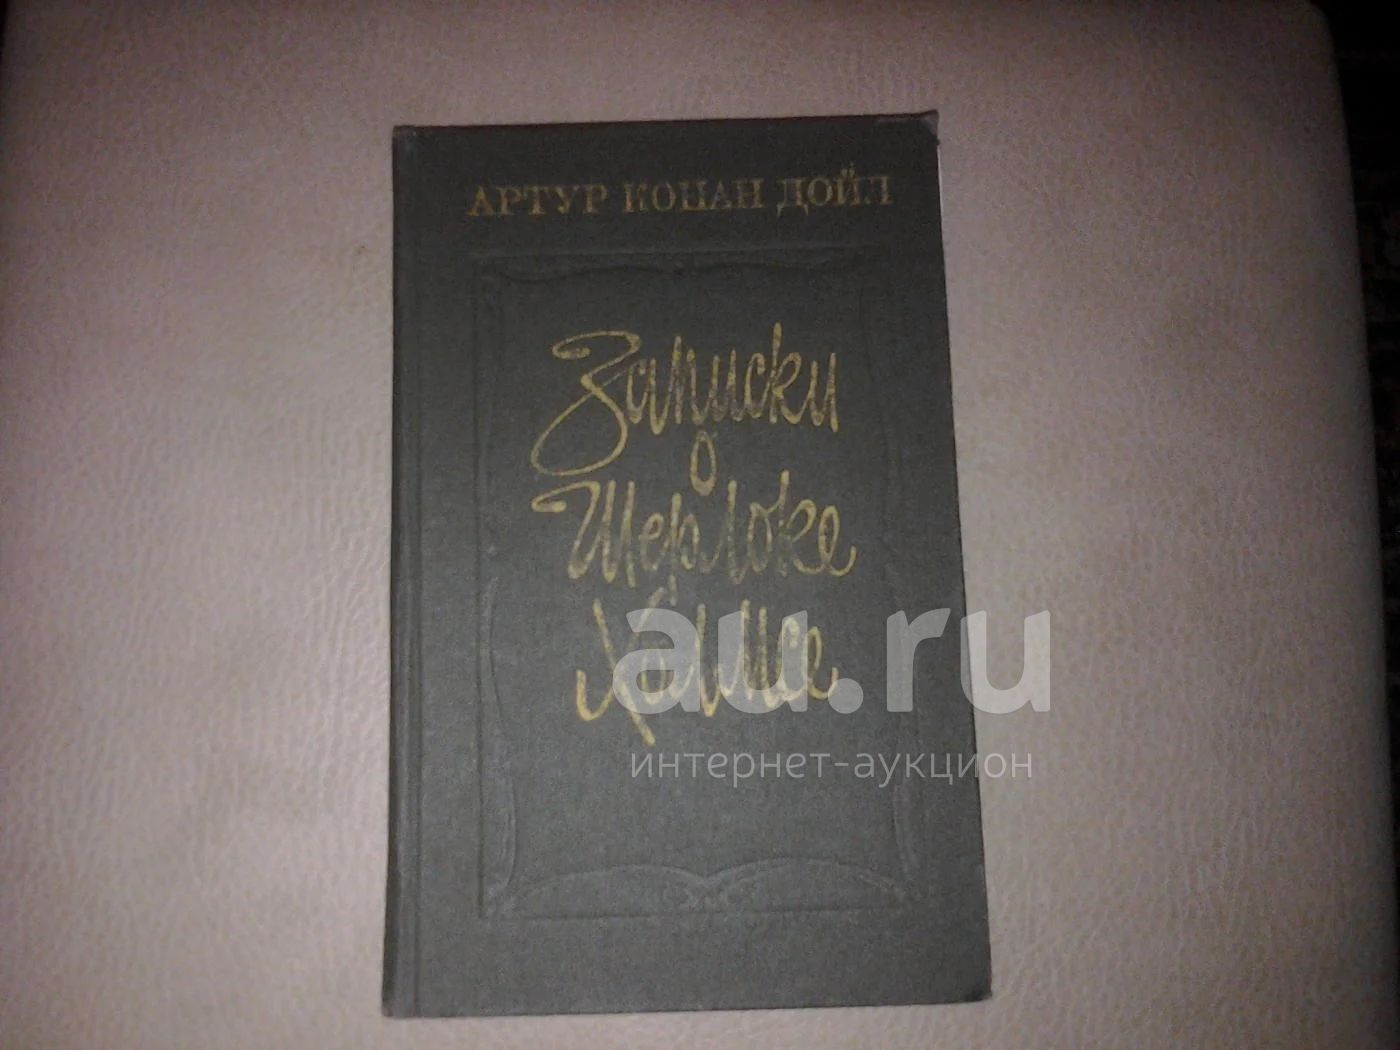 АРТУР КОНАН ДОЙЛ
Записки
о
Шерлоке
Холмсе
au.ru
интернет-аукцион